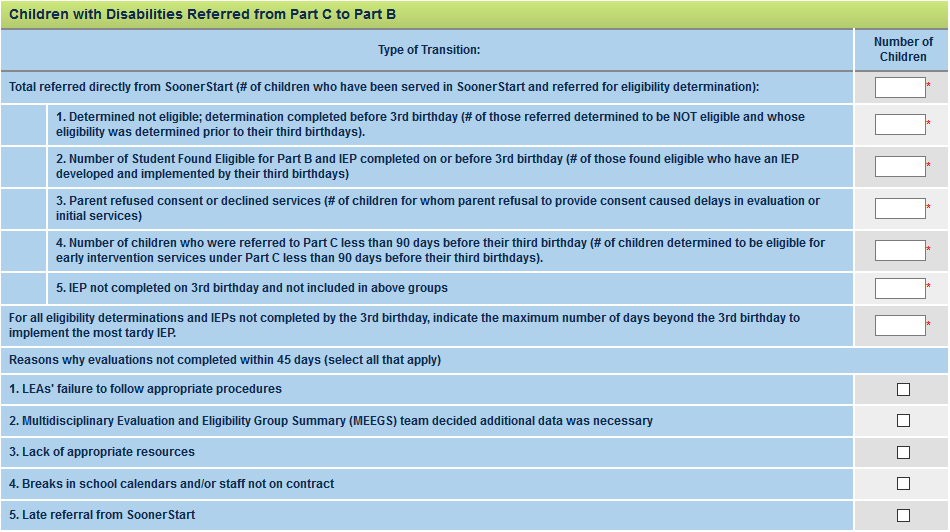 Children with Disabilities Referred from Part C to Part B
Type of Transition:
Number of
Children
Total referred directly from SoonerStart (# of children who have been served in SoonerStart and referred for eligibility determination):
*
1. Determined not eligible; determination completed before 3rd birthday (# of those referred determined to be NOT eligible and whose
eligibility was determined prior to their third birthdays).
*
2. Number of Student Found Eligible for Part B and IEP completed on or before 3rd birthday (# of those found eligible who have an IEP
developed and implemented by their third birthdays)
*
3. Parent refused consent or declined services (# of children for whom parent refusal to provide consent caused delays in evaluation or
initial services)
*
4. Number of children who were referred to Part C less than 90 days before their third birthday (# of children determined to be eligible for
early intervention services under Part C less than 90 days before their third birthdays).
*
5. IEP not completed on 3rd birthday and not included in above groups
*
For all eligibility determinations and IEPs not completed by the 3rd birthday, indicate the maximum number of days beyond the 3rd birthday to
implement the most tardy IEP.
*
Reasons why evaluations not completed within 45 days (select all that apply)
1. LEAs' failure to follow appropriate procedures
2. Multidisciplinary Evaluation and Eligibility Group Summary (MEEGS) team decided additional data was necessary
3. Lack of appropriate resources
4. Breaks in school calendars and/or staff not on contract
5. Late referral from SoonerStart